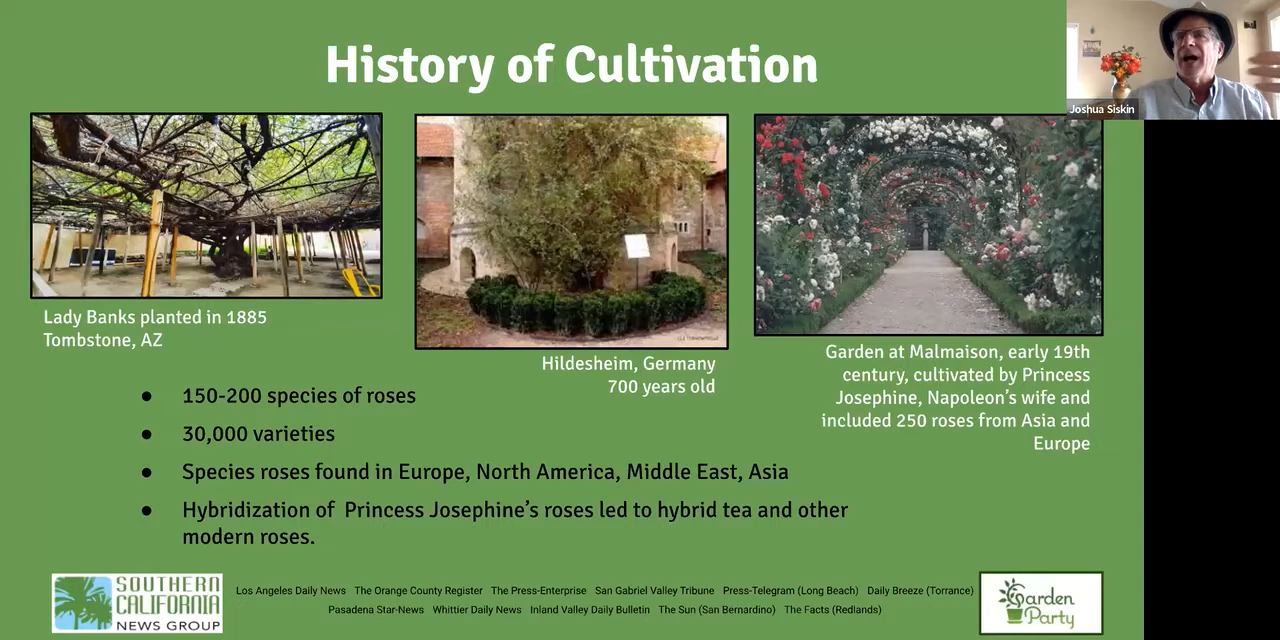 History of Cultivation
Joshua Siskin
Lady Banks planted in 1885
Tombstone, AZ
Hildesheim, Germany
700 years old
Garden at Malmaison, early 19th
century, cultivated by Princess
Josephine, Napoleon's wife and
included 250 roses from Asia and
Europe
● 150-200 species of roses
● 30,000 varieties
● Species roses found in Europe, North America, Middle East, Asia
● Hybridization of  Princess Josephine's roses led to hybrid tea and other
modern roses.
SOUTHERN
CALIFORNIA
NEWS GROUP
Los Angeles Daily News The Orange County Register The Press-Enterprise San Gabriel Valley Tribune Press-Telegram (Long Beach) Daily Breeze (Torrance)
Pasadena Star-News Whittier Daily News Inland Valley Daily Bulletin The Sun (San Bernardino) The Facts (Redlands)
Garden
Party